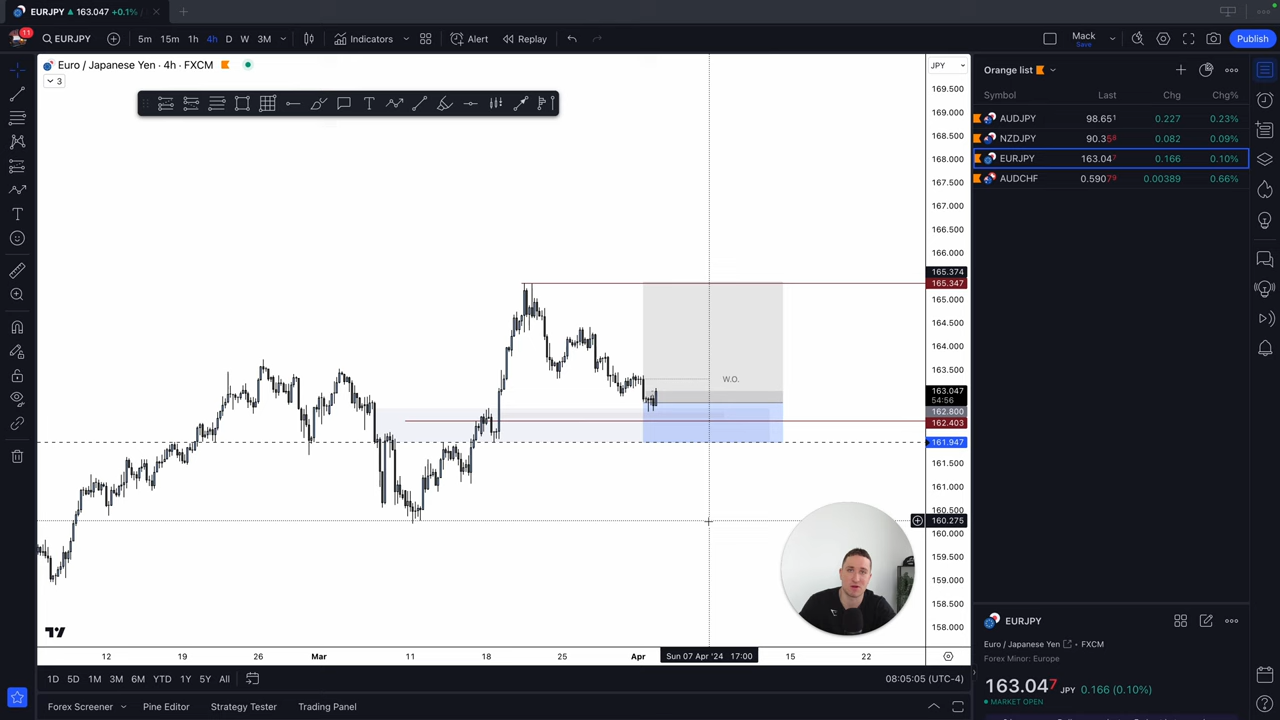 EURJPY ▲ 163.047 +0.1%
11
EURJPY
5m 15m 1h 4h D W 3M
Indicators
Alert
Replay
Mack
Save
Publish
Euro / Japanese Yen · 4h · FXCM
3
JPY
169.500
169.000
168.500
168.000
167.500
167.000
166.500
166.000
165.374
165.347
165.000
164.500
164.000
163.500
163.047
54:56
162.800
162.403
161.947
161.500
161.000
160.500
160.275
160.000
159.500
159.000
158.500
158.000
W.O.
12 19 26 Mar 11 18 25 Apr Sun 07 Apr '24 17:00 15 22
1D 5D 1M 3M 6M YTD 1Y 5Y All
08:05:05 (UTC-4)
Forex Screener Pine Editor Strategy Tester Trading Panel
Orange list
Symbol Last Chg Chg%
AUDJPY 98.651 0.227 0.23%
NZDJPY 90.358 0.082 0.09%
EURJPY 163.047 0.166 0.10%
AUDCHF 0.59079 0.00389 0.66%
EURJPY
Euro / Japanese Yen · FXCM
Forex Minor: Europe
163.047 JPY 0.166 (0.10%)
MARKET OPEN